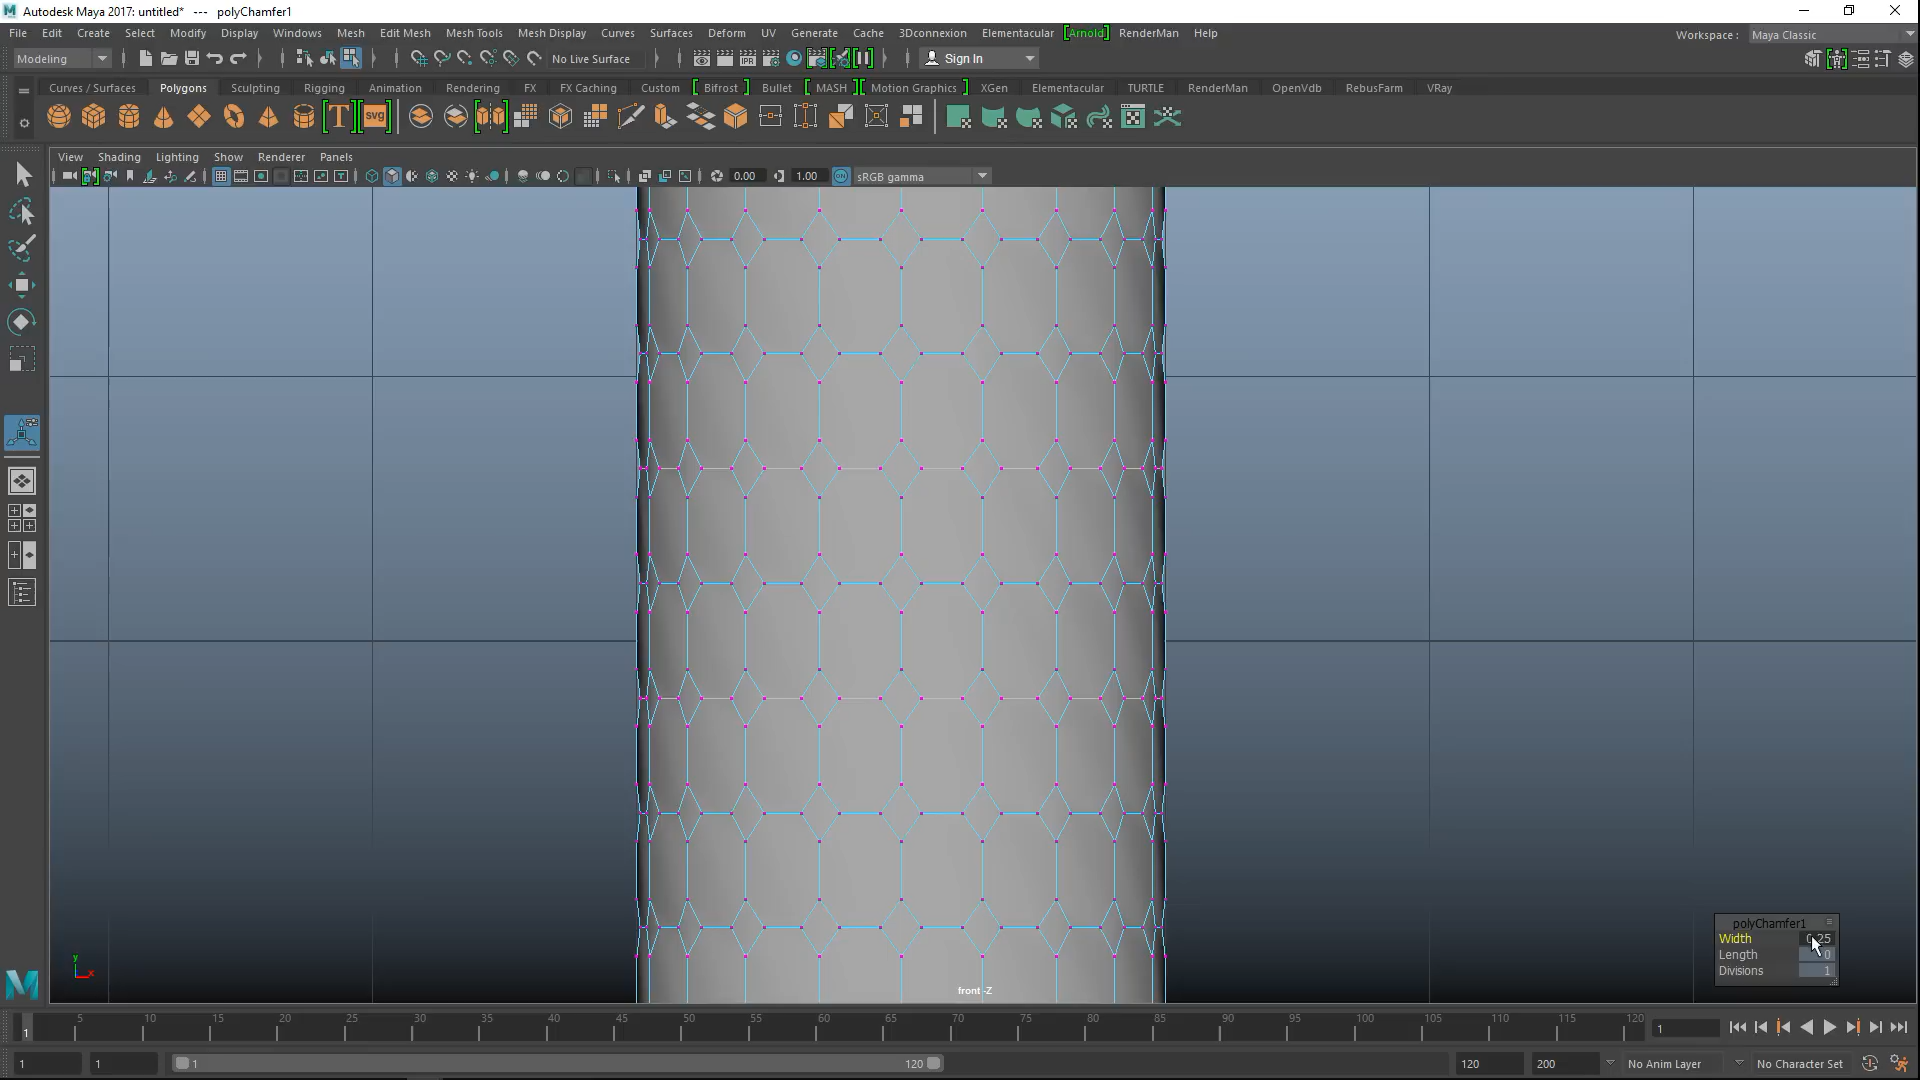 Autodesk Maya 2017: untitled* --- polyChamfer1
File Edit Create Select Modify Display Windows Mesh Edit Mesh Mesh Tools Mesh Display Curves Surfaces Deform UV Generate Cache 3Dconnexion Elementacular [Arnold] RenderMan Help Workspace : Maya Classic
Modeling No Live Surface Sign In
Curves / Surfaces Polygons Sculpting Rigging Animation Rendering FX FX Caching Custom Bifrost Bullet MASH Motion Graphics XGen Elementacular TURTLE RenderMan OpenVdb RebusFarm VRay
T svg
View Shading Lighting Show Renderer Panels
0.00 1.00 ON sRGB gamma
polyChamfer1
Width 0.25
Length 0
Divisions 1
y
x
front -Z
1 5 10 15 20 25 30 35 40 45 50 55 60 65 70 75 80 85 90 95 100 105 110 115 120 1
1 1 1 120 120 200 No Anim Layer No Character Set